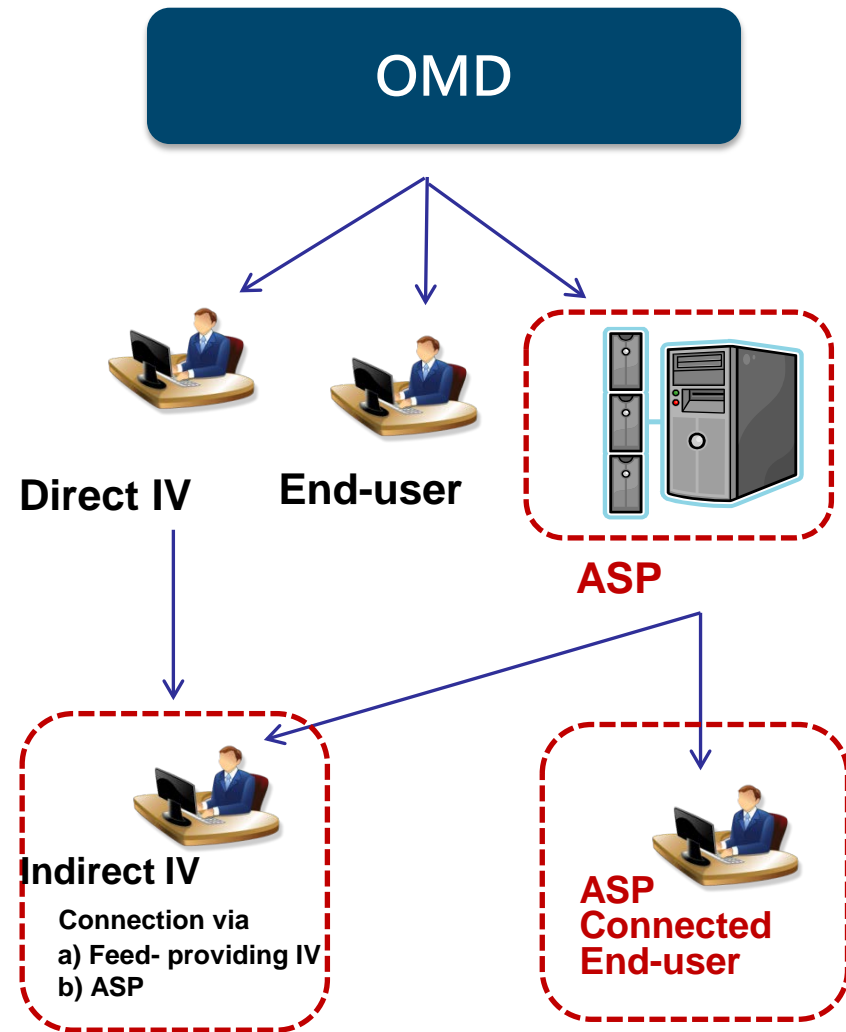 OMD
Direct IV
End-user
ASP
Indirect IV
Connection via
a) Feed- providing IV
b) ASP
ASP
Connected
End-user